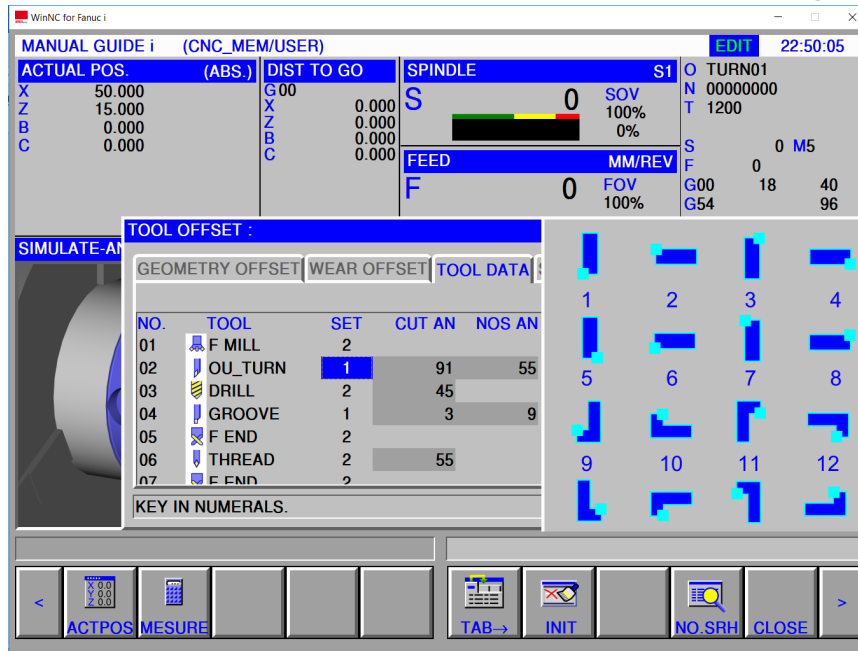 WinNC for Fanuc i
MANUAL GUIDE i (CNC_MEM/USER) EDIT 22:50:05
ACTUAL POS. (ABS.)
X 50.000
Z 15.000
B 0.000
C 0.000
DIST TO GO
G00
X 0.000
Z 0.000
B 0.000
C 0.000
SPINDLE S1
S 0 SOV
100%
0%
FEED MM/REV
F 0 FOV
100%
O TURN01
N 00000000
T 1200
S 0 M5
F 0
G00 18 40
G54 96
SIMULATE-AN
TOOL OFFSET :
GEOMETRY OFFSET WEAR OFFSET TOOL DATA
NO. TOOL SET CUT AN NOS AN
01 F MILL 2
02 OU_TURN 1 91 55
03 DRILL 2 45
04 GROOVE 1 3 9
05 F END 2
06 THREAD 2 55
07 F END 2
KEY IN NUMERALS.
1 2 3 4
5 6 7 8
9 10 11 12
< ACTPOS MESURE TAB→ INIT NO.SRH CLOSE >